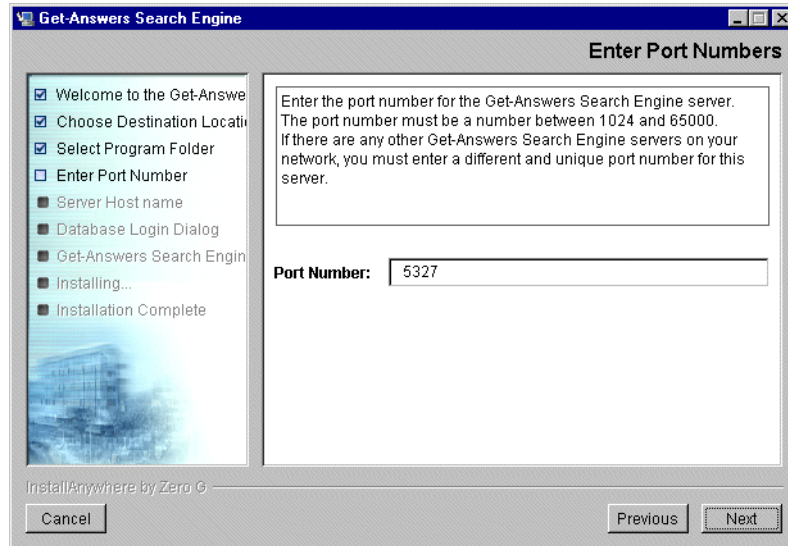 Get-Answers Search Engine
Enter Port Numbers
Welcome to the Get-Answe
Choose Destination Locati
Select Program Folder
Enter Port Number
Server Host name
Database Login Dialog
Get-Answers Search Engin
Installing...
Installation Complete
Enter the port number for the Get-Answers Search Engine server.
The port number must be a number between 1024 and 65000.
If there are any other Get-Answers Search Engine servers on your
network, you must enter a different and unique port number for this
server.
Port Number: 5327
InstallAnywhere by Zero G
Cancel Previous Next